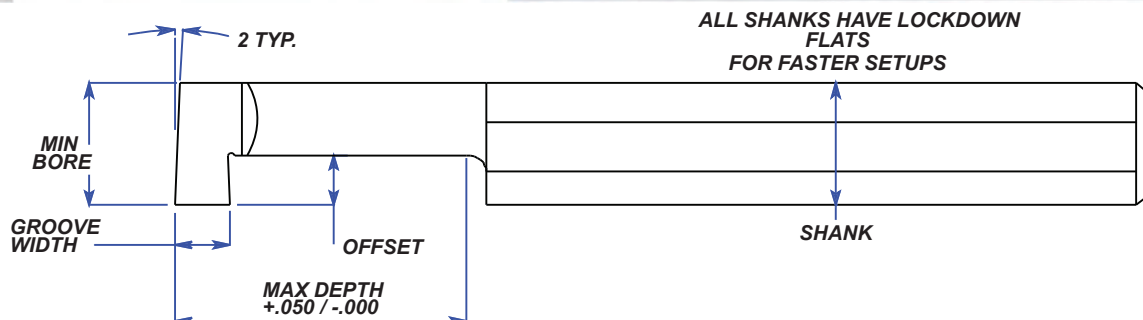 ALL SHANKS HAVE LOCKDOWN
FLATS
FOR FASTER SETUPS
2 TYP.
MIN
BORE
GROOVE
WIDTH
OFFSET
SHANK
MAX DEPTH
+.050 / -.000